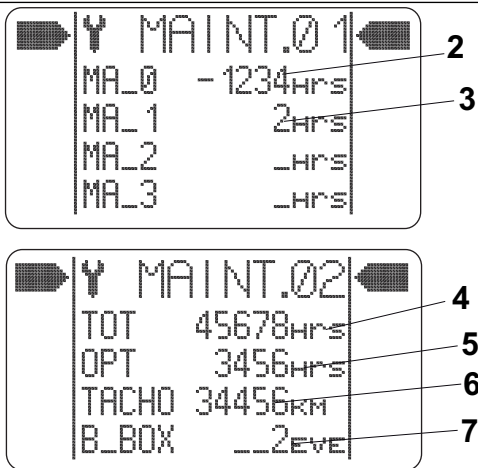 MAINT.01
MA_0 -1234Hrs
2
MA_1 2Hrs
3
MA_2 _Hrs
MA_3 _Hrs
MAINT.02
TOT 45678Hrs
4
OPT 3456Hrs
5
TACHO 34456KM
6
B_BOX __2EVE
7